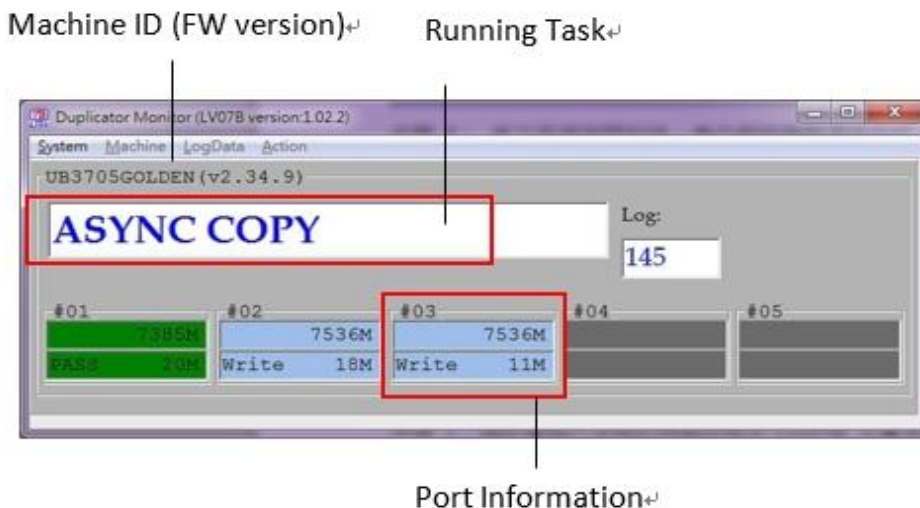 Machine ID (FW version)↵
Running Task↵
Duplicator Monitor (LV07B version:1.02.2)
System Machine LogData Action
UB3705GOLDEN(v2.34.9)
ASYNC COPY
Log:
145
#01 #02 #03 #04 #05
7385M 7536M 7536M
PASS 20M Write 18M Write 11M
Port Information↵